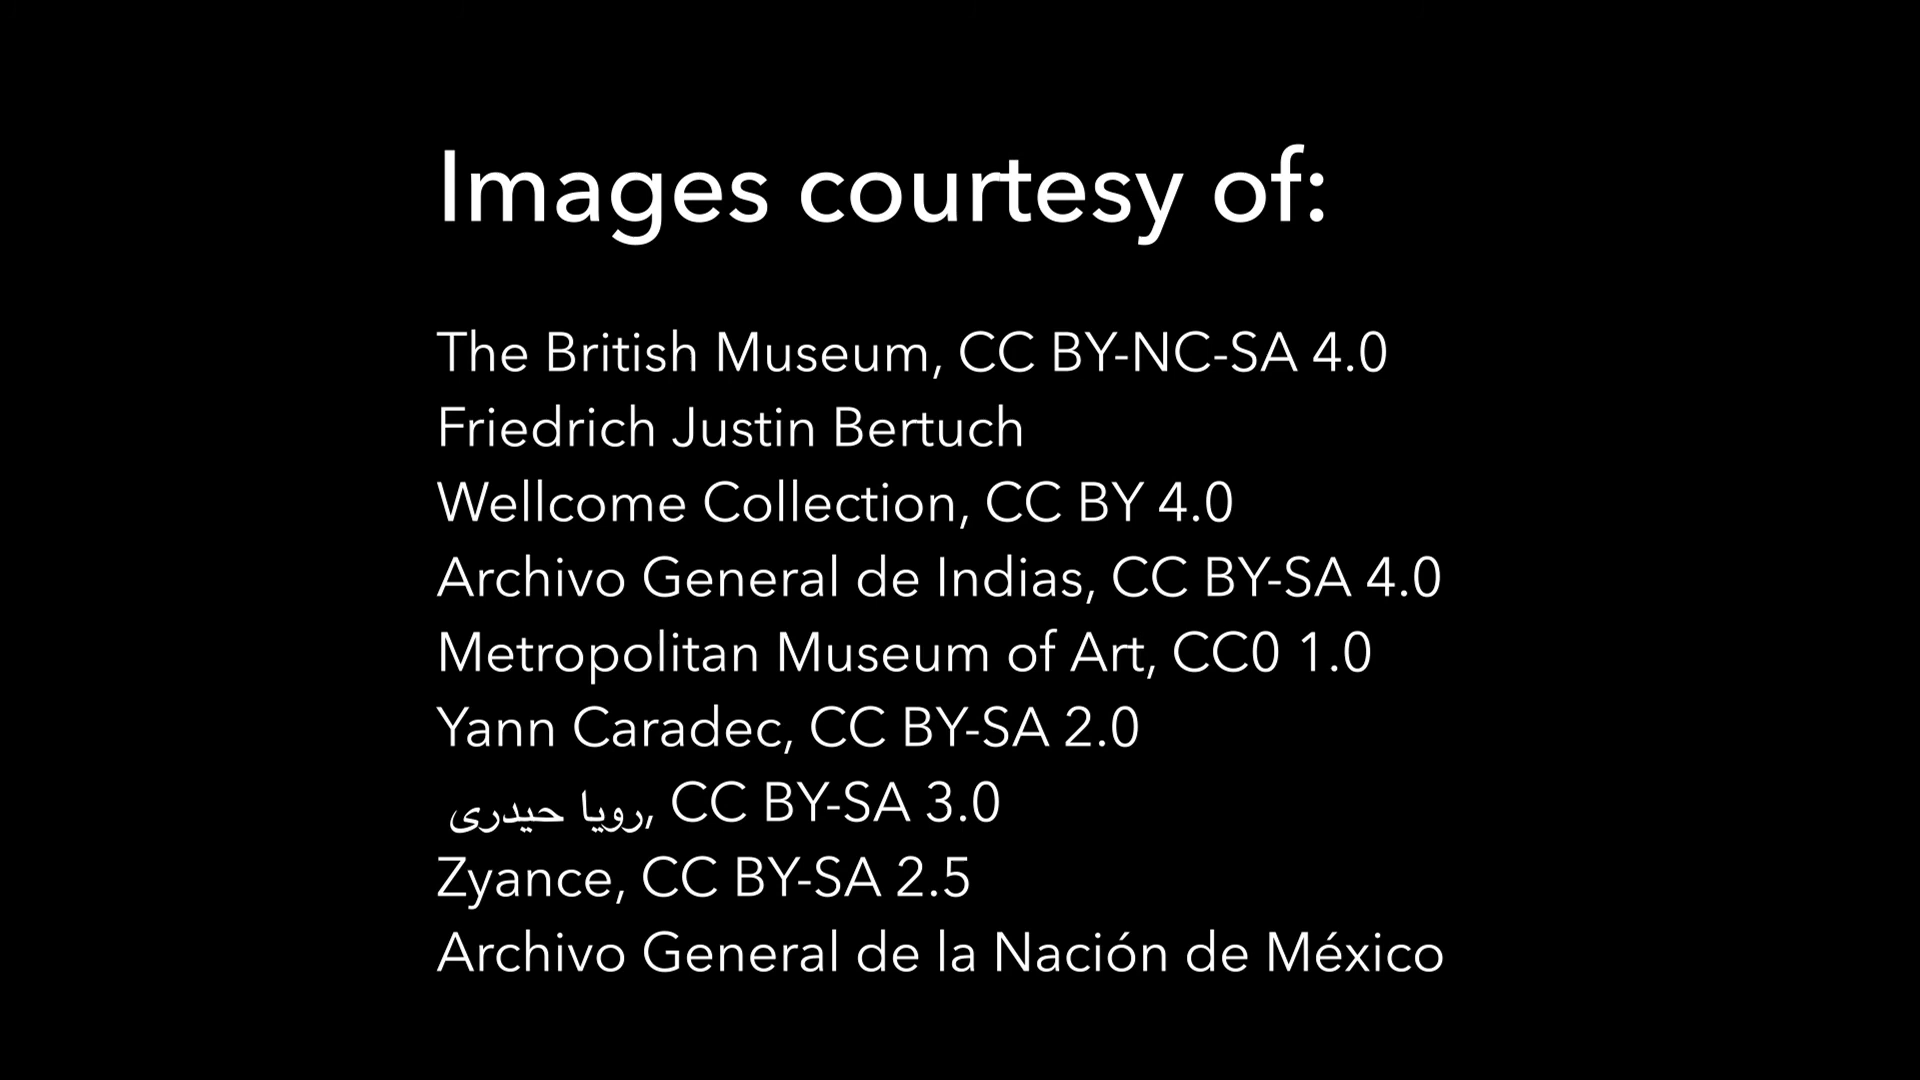 Images courtesy of:
The British Museum, CC BY-NC-SA 4.0
Friedrich Justin Bertuch
Wellcome Collection, CC BY 4.0
Archivo General de Indias, CC BY-SA 4.0
Metropolitan Museum of Art, CC0 1.0
Yann Caradec, CC BY-SA 2.0
رویا حیدری, CC BY-SA 3.0
Zyance, CC BY-SA 2.5
Archivo General de la Nación de México